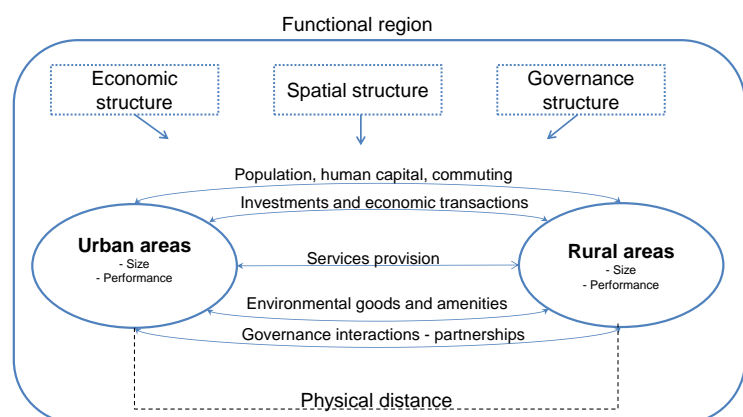 Functional region
Economic
structure
Spatial structure
Governance
structure
Population, human capital, commuting
Investments and economic transactions
Urban areas
- Size
- Performance
Services provision
Rural areas
- Size
- Performance
Environmental goods and amenities
Governance interactions - partnerships
Physical distance